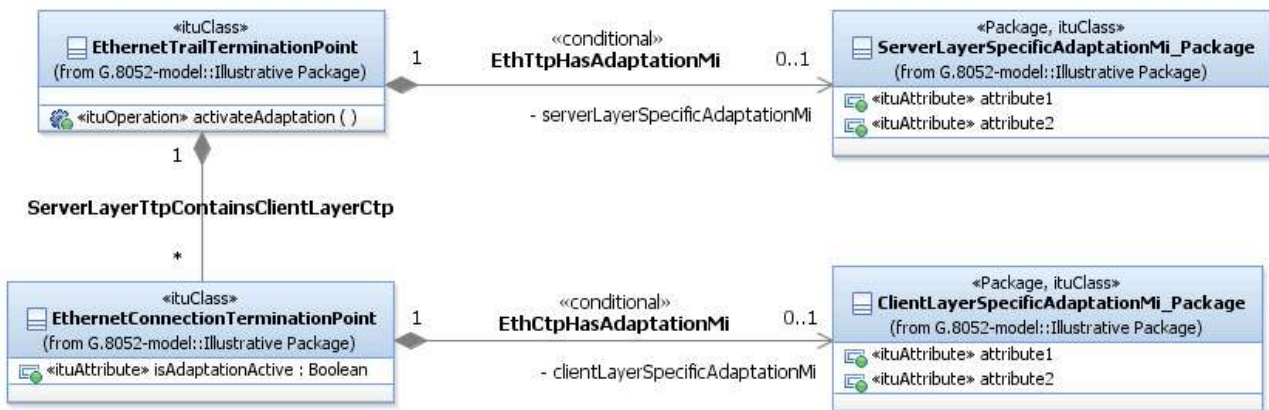 «ituClass»
EthernetTrailTerminationPoint
(from G.8052-model::Illustrative Package)
«ituOperation» activateAdaptation ( )
1
«conditional»
EthTtpHasAdaptationMi
0..1
- serverLayerSpecificAdaptationMi
«Package, ituClass»
ServerLayerSpecificAdaptationMi_Package
(from G.8052-model::Illustrative Package)
«ituAttribute» attribute1
«ituAttribute» attribute2
1
ServerLayerTtpContainsClientLayerCtp
*
«ituClass»
EthernetConnectionTerminationPoint
(from G.8052-model::Illustrative Package)
«ituAttribute» isAdaptationActive : Boolean
1
«conditional»
EthCtpHasAdaptationMi
0..1
- clientLayerSpecificAdaptationMi
«Package, ituClass»
ClientLayerSpecificAdaptationMi_Package
(from G.8052-model::Illustrative Package)
«ituAttribute» attribute1
«ituAttribute» attribute2